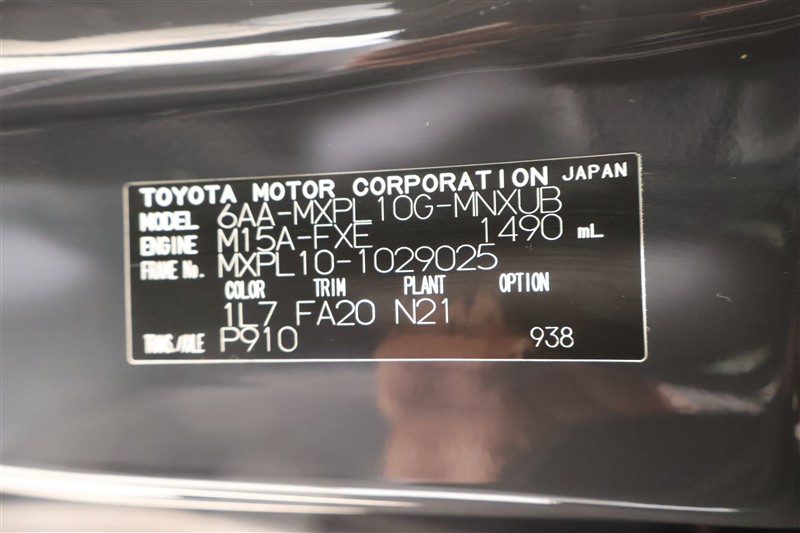 TOYOTA MOTOR CORPORATION JAPAN
MODEL 6AA-MXPL10G-MNXUB
ENGINE M15A-FXE 1490 mL
FRAME No. MXPL10-1029025
COLOR TRIM PLANT OPTION
1L7 FA20 N21
TRANS./AXLE P910 938